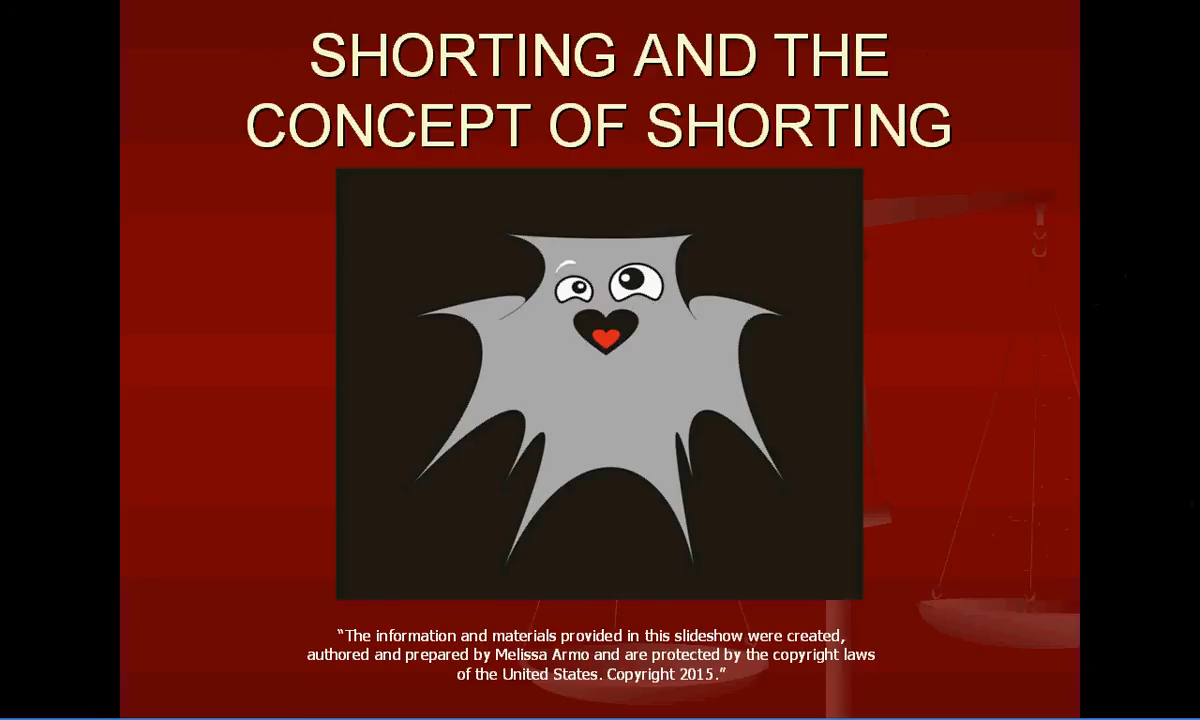 SHORTING AND THE
CONCEPT OF SHORTING
“The information and materials provided in this slideshow were created,
authored and prepared by Melissa Armo and are protected by the copyright laws
of the United States. Copyright 2015.”